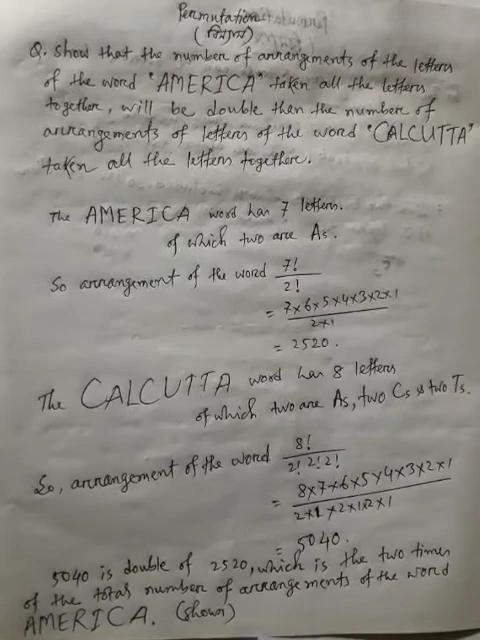 Permutation
(বিন্যাস)
Q. show that the number of arrangements of the letters
of the word "AMERICA" taken all the letters
together, will be double than the number of
arrangements of letters of the word "CALCUTTA"
taken all the letters together.
The AMERICA word has 7 letters.
of which two are As.
So arrangement of the word 7!/2!
= 7×6×5×4×3×2×1/2×1
= 2520.
The CALCUTTA word has 8 letters
of which two are As, two Cs & two Ts.
So, arrangement of the word 8!/2! 2! 2!
= 8×7×6×5×4×3×2×1/2×1×2×1×2×1
= 5040.
5040 is double of 2520, which is the two times
of the total number of arrangements of the word
AMERICA. (shown)